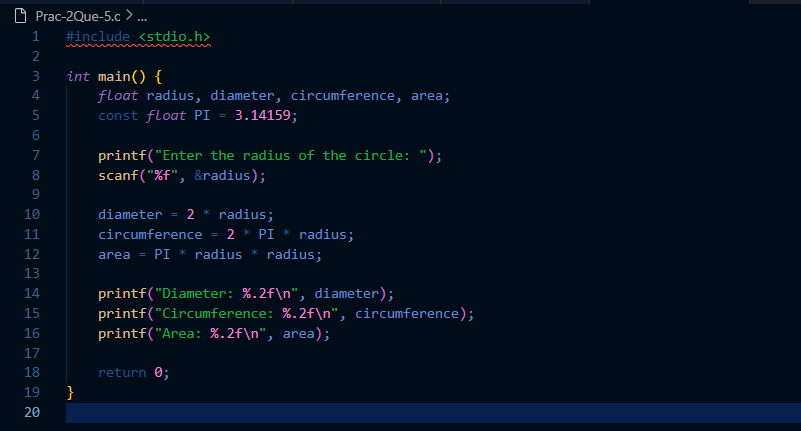 Prac-2Que-5.c > ...
1 #include <stdio.h>
2
3 int main() {
4     float radius, diameter, circumference, area;
5     const float PI = 3.14159;
6
7     printf("Enter the radius of the circle: ");
8     scanf("%f", &radius);
9
10     diameter = 2 * radius;
11     circumference = 2 * PI * radius;
12     area = PI * radius * radius;
13
14     printf("Diameter: %.2f\n", diameter);
15     printf("Circumference: %.2f\n", circumference);
16     printf("Area: %.2f\n", area);
17
18     return 0;
19 }
20